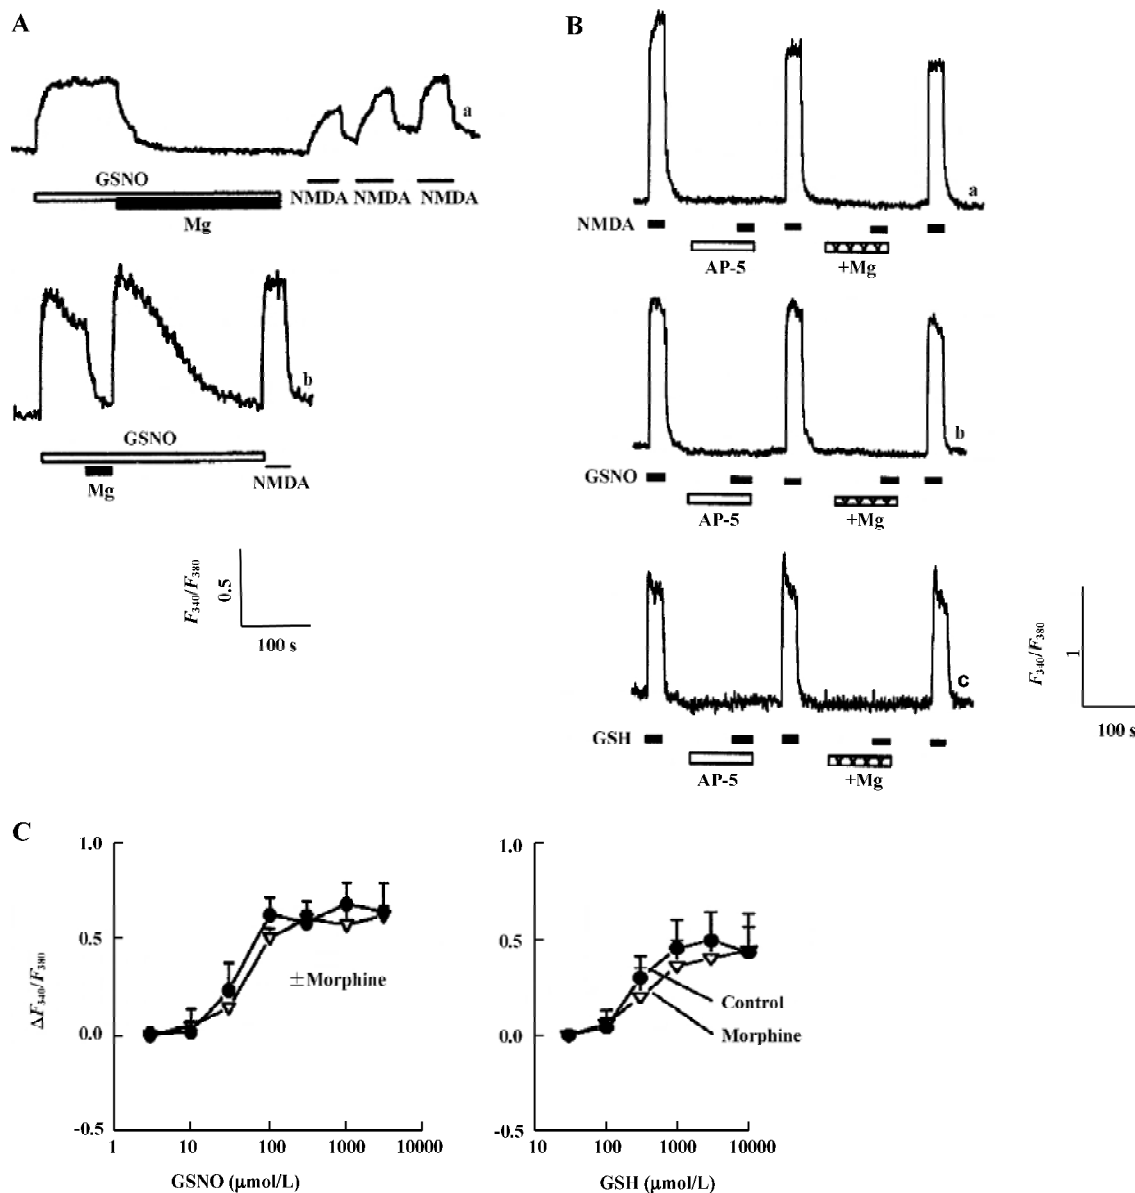 A
a
GSNO
NMDA NMDA NMDA
Mg
b
GSNO
Mg
NMDA
F340/F380
0.5
100 s
B
a
NMDA
AP-5
+Mg
b
GSNO
AP-5
+Mg
c
GSH
AP-5
+Mg
F340/F380
1
100 s
C
1.0
0.5
0.0
-0.5
ΔF340/F380
±Morphine
1 10 100 1000 10000
GSNO (μmol/L)
1.0
0.5
0.0
-0.5
Control
Morphine
10 100 1000 10000
GSH (μmol/L)